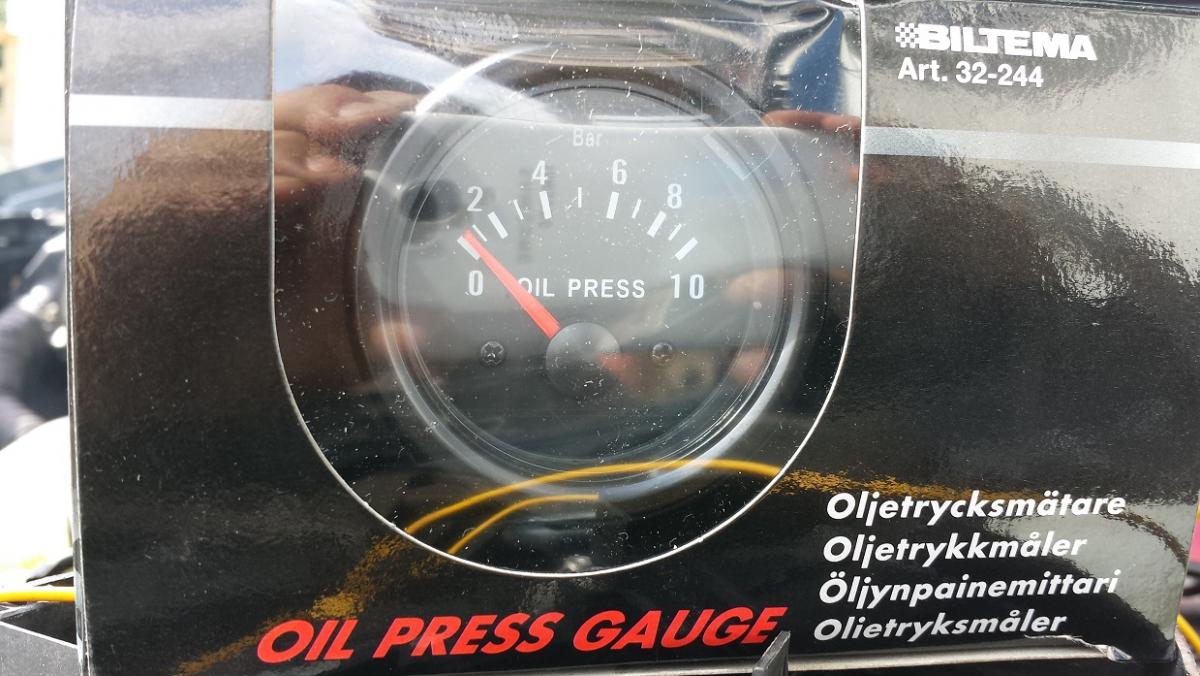 BILTEMA
Art. 32-244
Bar
2 4 6 8
0 OIL PRESS 10
Oljetrycksmätare
Oljetrykkmåler
Öljynpainemittari
Olietryksmåler
OIL PRESS GAUGE